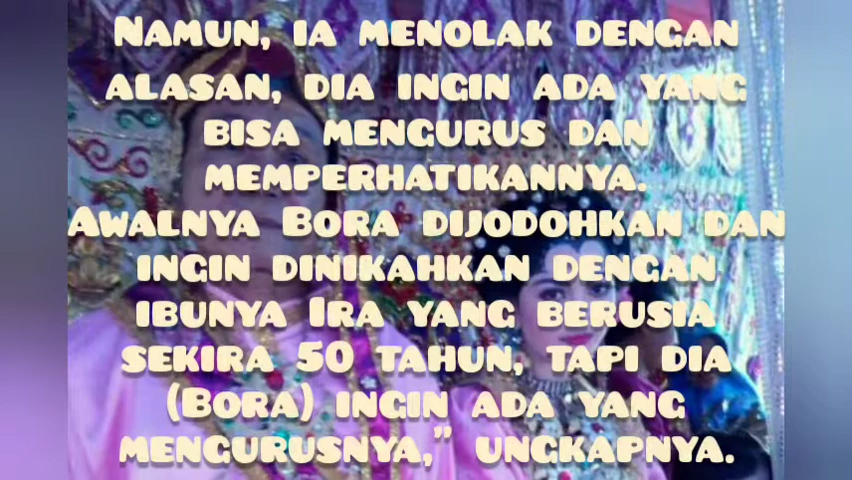 Namun, ia menolak dengan
alasan, dia ingin ada yang
bisa mengurus dan
memperhatikannya.
Awalnya Bora dijodohkan dan
ingin dinikahkan dengan
ibunya Ira yang berusia
sekira 50 tahun, tapi dia
(Bora) ingin ada yang
mengurusnya,” ungkapnya.